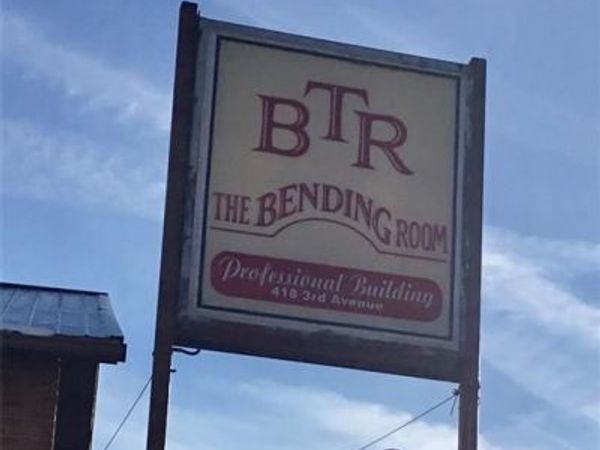 BTR
THE BENDING ROOM
Professional Building
418 3rd Avenue